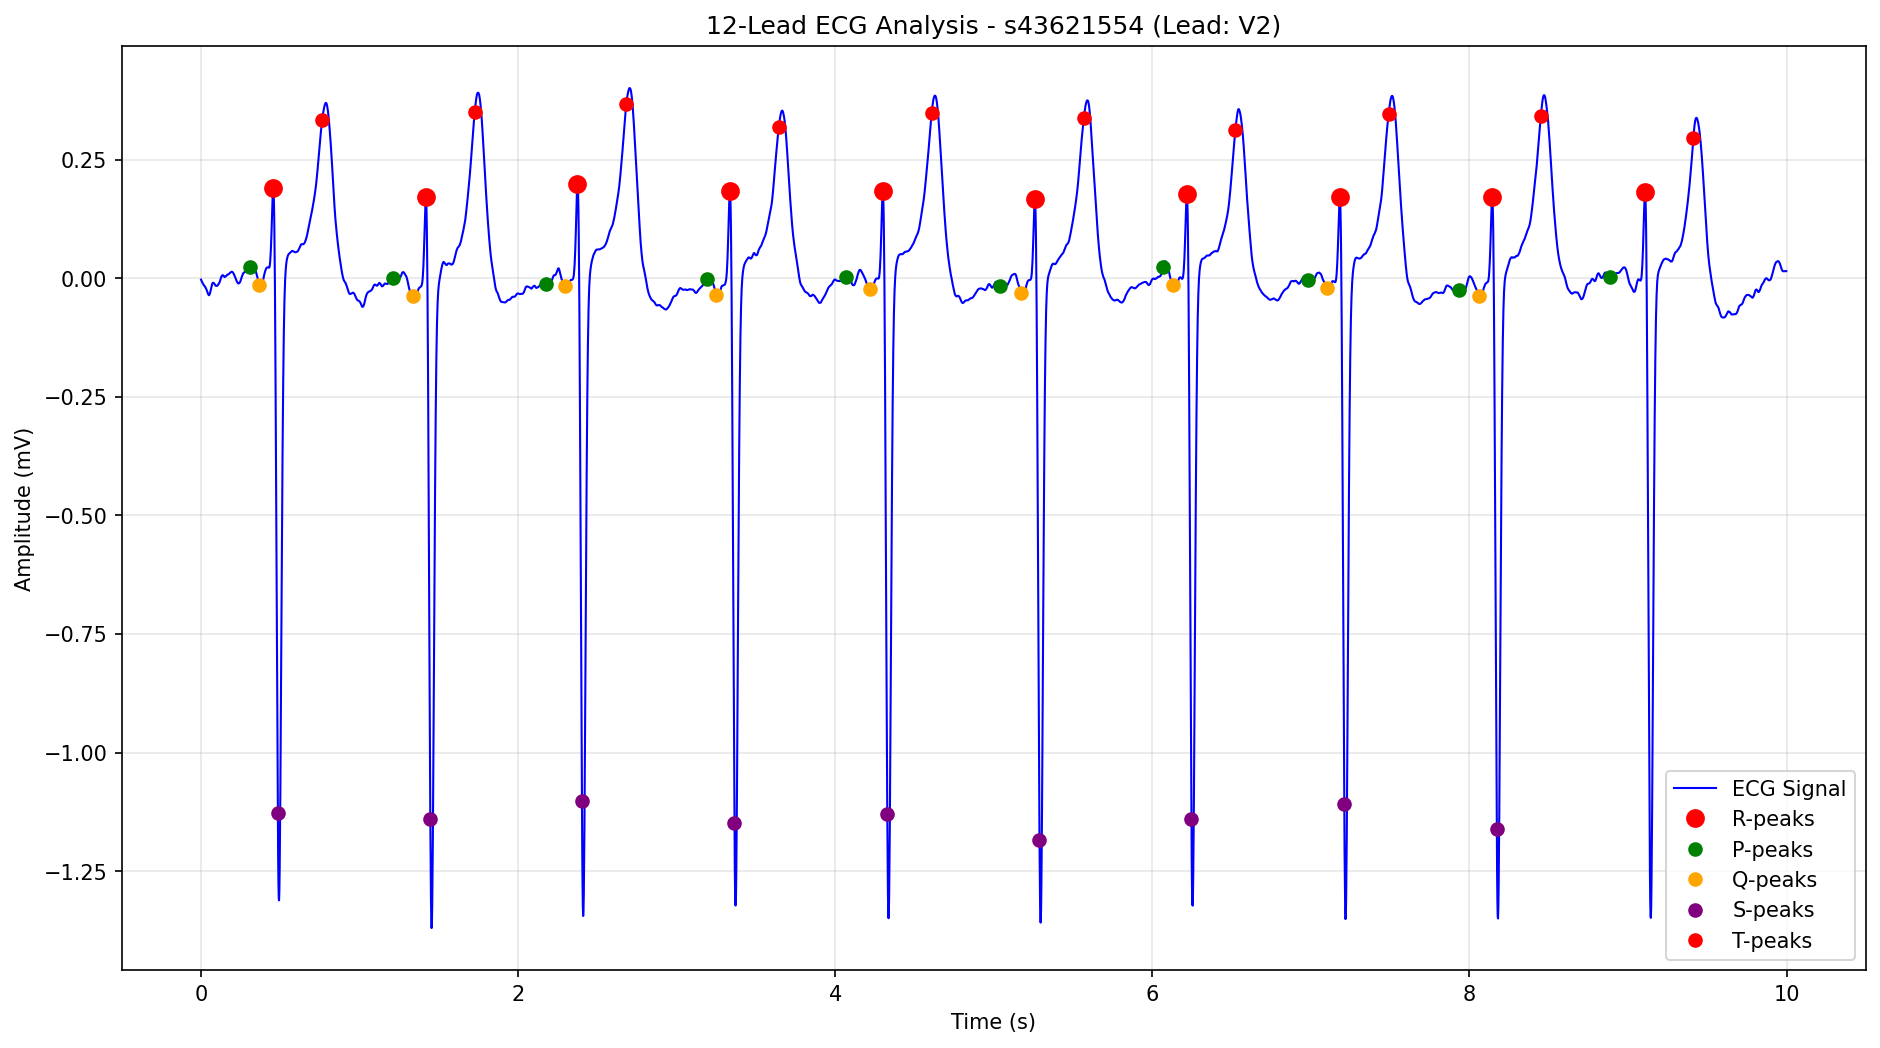 12-Lead ECG Analysis - s43621554 (Lead: V2)
Amplitude (mV)
0.25
0.00
−0.25
−0.50
−0.75
−1.00
−1.25
ECG Signal
R-peaks
P-peaks
Q-peaks
S-peaks
T-peaks
0 2 4 6 8 10
Time (s)